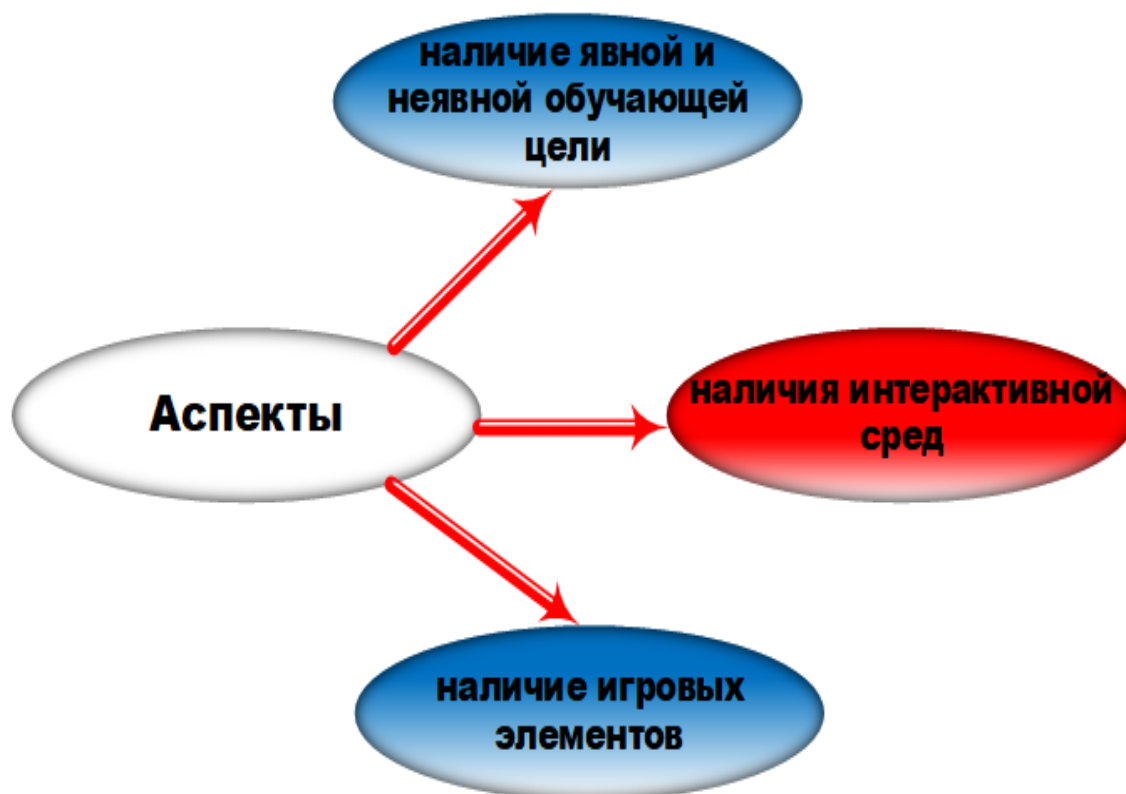 наличие явной и
неявной обучающей
цели
Аспекты
наличия интерактивной
сред
наличие игровых
элементов